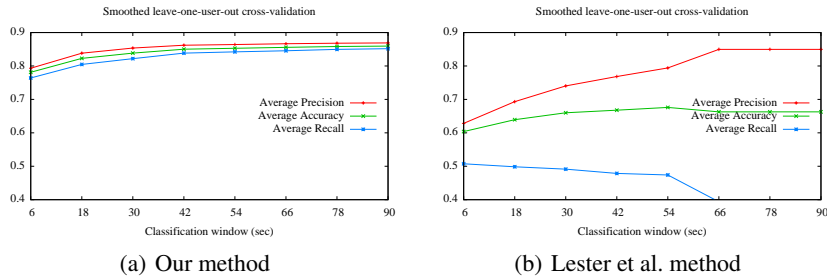 Smoothed leave-one-user-out cross-validation
0.9
0.8
0.7
0.6
0.5
0.4
Average Precision
Average Accuracy
Average Recall
6 18 30 42 54 66 78 90
Classification window (sec)
(a) Our method
Smoothed leave-one-user-out cross-validation
0.9
0.8
0.7
0.6
0.5
0.4
Average Precision
Average Accuracy
Average Recall
6 18 30 42 54 66 78 90
Classification window (sec)
(b) Lester et al. method